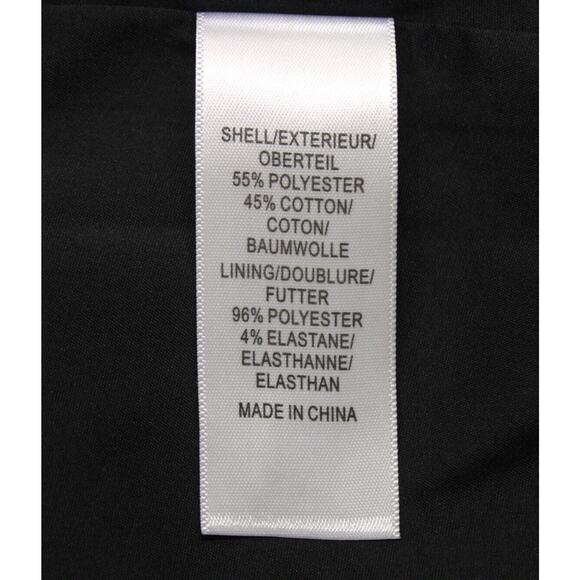 SHELL/EXTERIEUR/
OBERTEIL
55% POLYESTER
45% COTTON/
COTON/
BAUMWOLLE
LINING/DOUBLURE/
FUTTER
96% POLYESTER
4% ELASTANE/
ELASTHANNE/
ELASTHAN
MADE IN CHINA